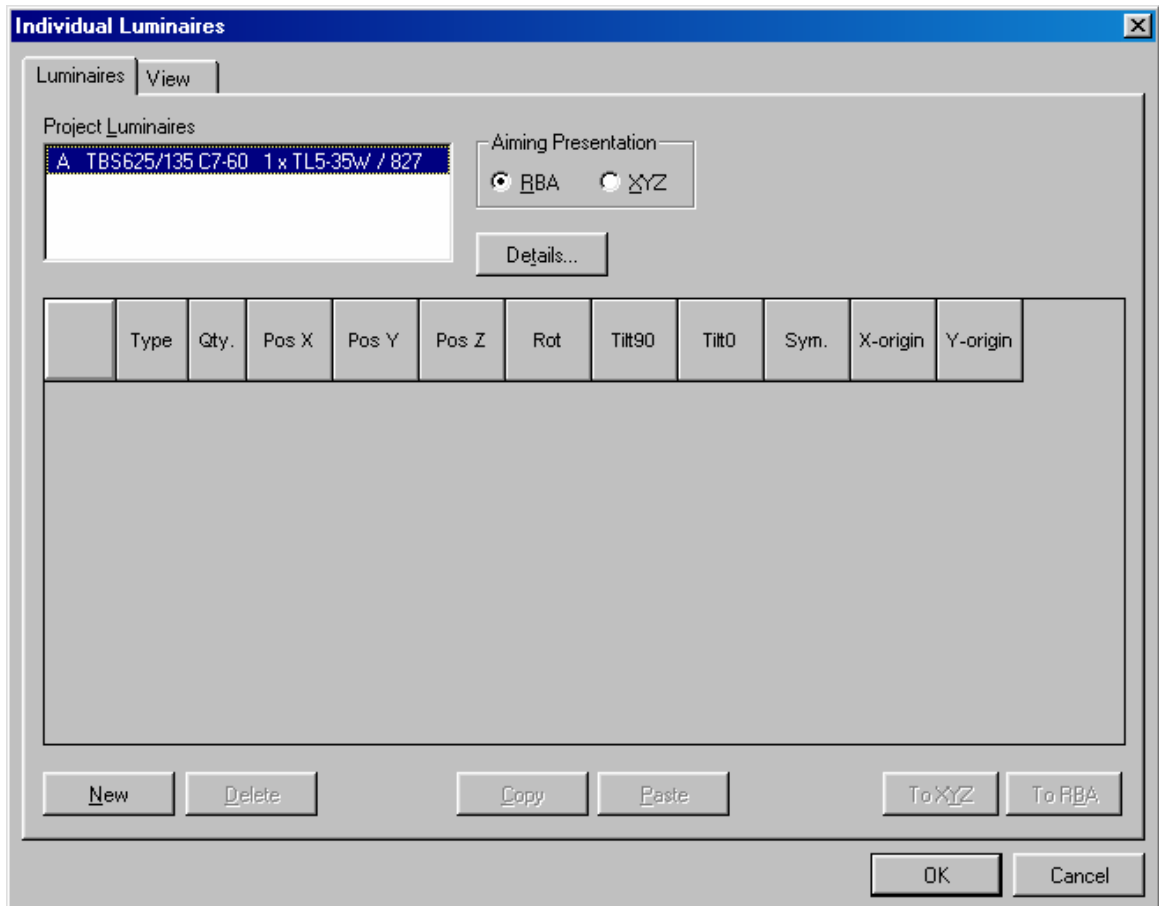 Individual Luminaires
Luminaires View
Project Luminaires
A TBS625/135 C7-60 1 x TL5-35W / 827
Aiming Presentation
RBA XYZ
Details...
Type Qty. Pos X Pos Y Pos Z Rot Tilt90 Tilt0 Sym. X-origin Y-origin
New Delete Copy Paste To XYZ To RBA
OK Cancel